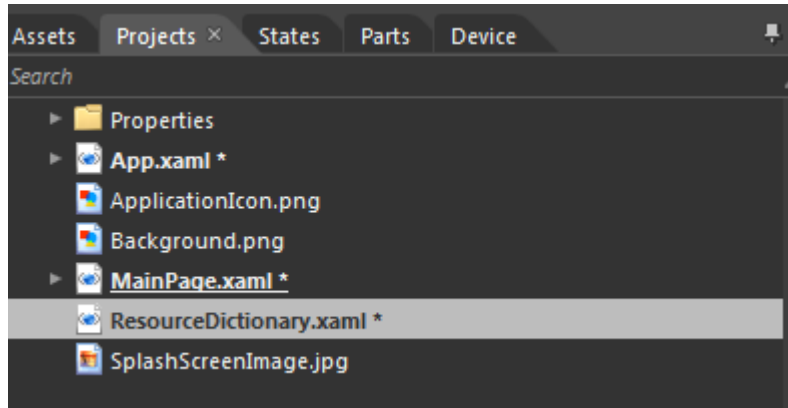 Assets Projects × States Parts Device
Search
Properties
App.xaml *
ApplicationIcon.png
Background.png
MainPage.xaml *
ResourceDictionary.xaml *
SplashScreenImage.jpg